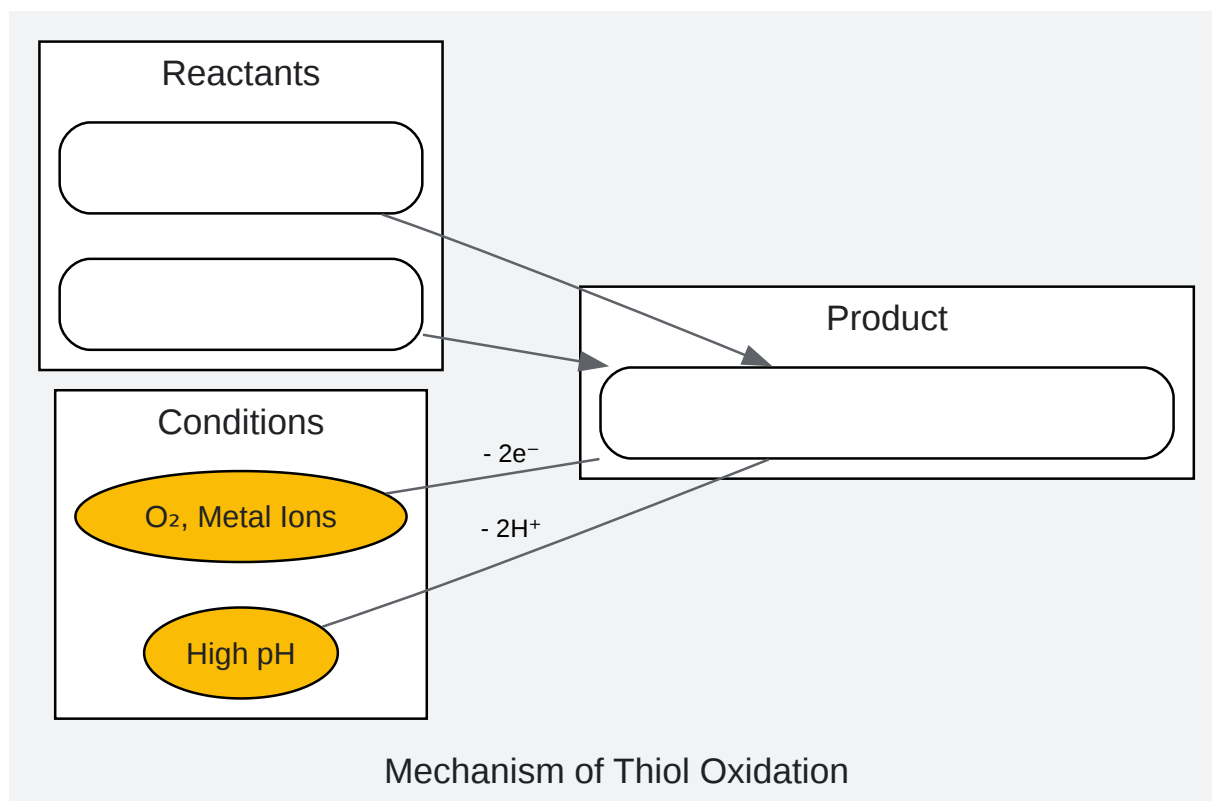 Reactants
Product
Conditions
- 2e⁻
O₂, Metal Ions
- 2H⁺
High pH
Mechanism of Thiol Oxidation